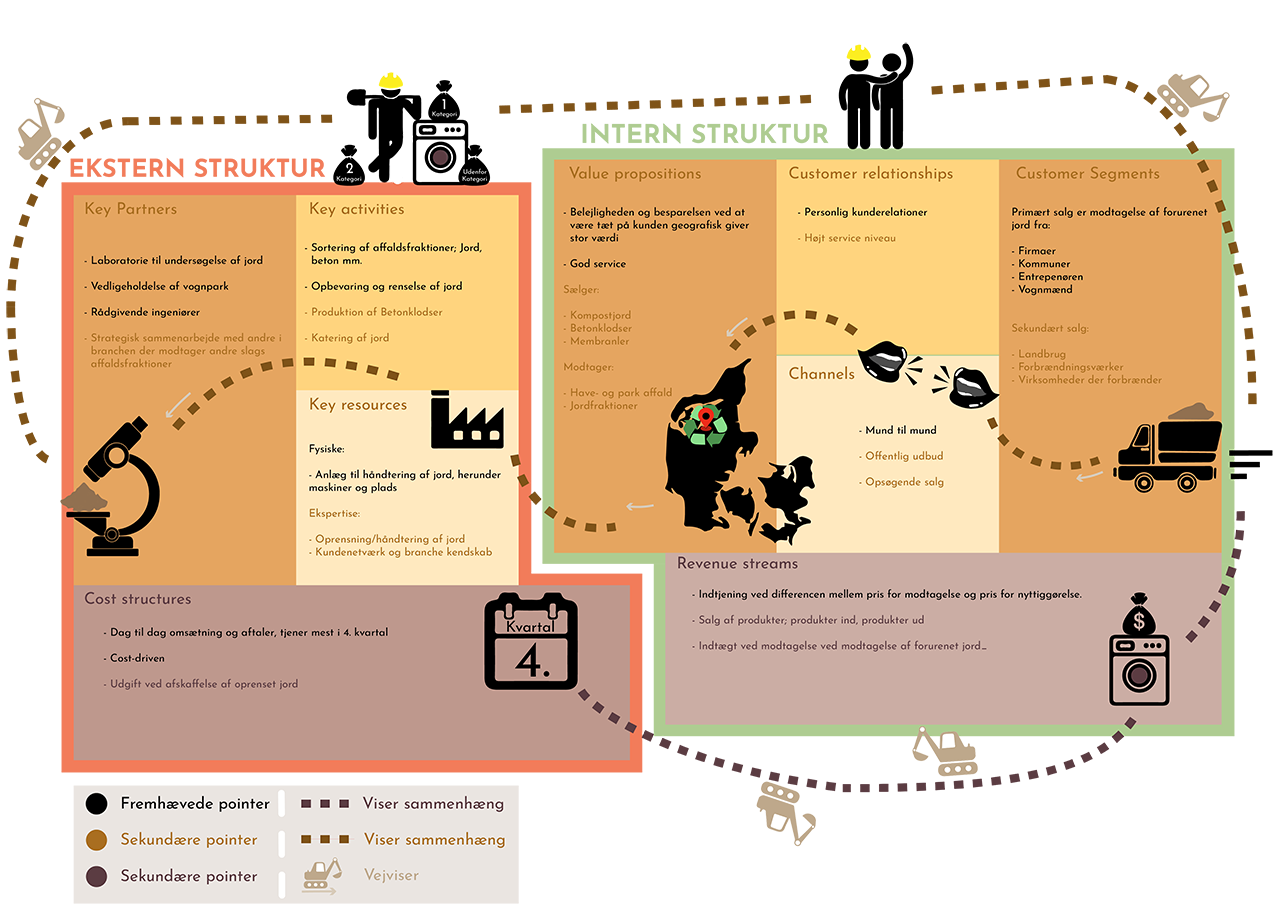 1
Kategori
2
Kategori
Udenfor
Kategori
EKSTERN STRUKTUR
Key Partners
- Laboratorie til undersøgelse af jord
- Vedligeholdelse af vognpark
- Rådgivende ingeniører
- Strategisk sammenarbejde med andre i
branchen der modtager andre slags
affaldsfraktioner
Key activities
- Sortering af affaldsfraktioner; Jord,
beton mm.
- Opbevaring og renselse af jord
- Produktion af Betonklodser
- Katering af jord
Key resources
Fysiske:
- Anlæg til håndtering af jord, herunder
maskiner og plads
Ekspertise:
- Oprensning/håndtering af jord
- Kundenetværk og branche kendskab
Cost structures
- Dag til dag omsætning og aftaler, tjener mest i 4. kvartal
- Cost-driven
- Udgift ved afskaffelse af oprenset jord
Kvartal
4.
INTERN STRUKTUR
Value propositions
- Belejligheden og besparelsen ved at
være tæt på kunden geografisk giver
stor værdi
- God service
Sælger:
- Kompostjord
- Betonklodser
- Membranler
Modtager:
- Have- og park affald
- Jordfraktioner
Customer relationships
- Personlig kunderelationer
- Højt service niveau
Channels
- Mund til mund
- Offentlig udbud
- Opsøgende salg
Customer Segments
Primært salg er modtagelse af forurenet
jord fra:
- Firmaer
- Kommuner
- Entrepenøren
- Vognmænd
Sekundært salg:
- Landbrug
- Forbrændningsværker
- Virksomheder der forbrænder
Revenue streams
- Indtjening ved differencen mellem pris for modtagelse og pris for nyttiggørelse.
- Salg af produkter; produkter ind, produkter ud
- Indtægt ved modtagelse ved modtagelse af forurenet jord...
$
Fremhævede pointer
Viser sammenhæng
Sekundære pointer
Viser sammenhæng
Sekundære pointer
Vejviser